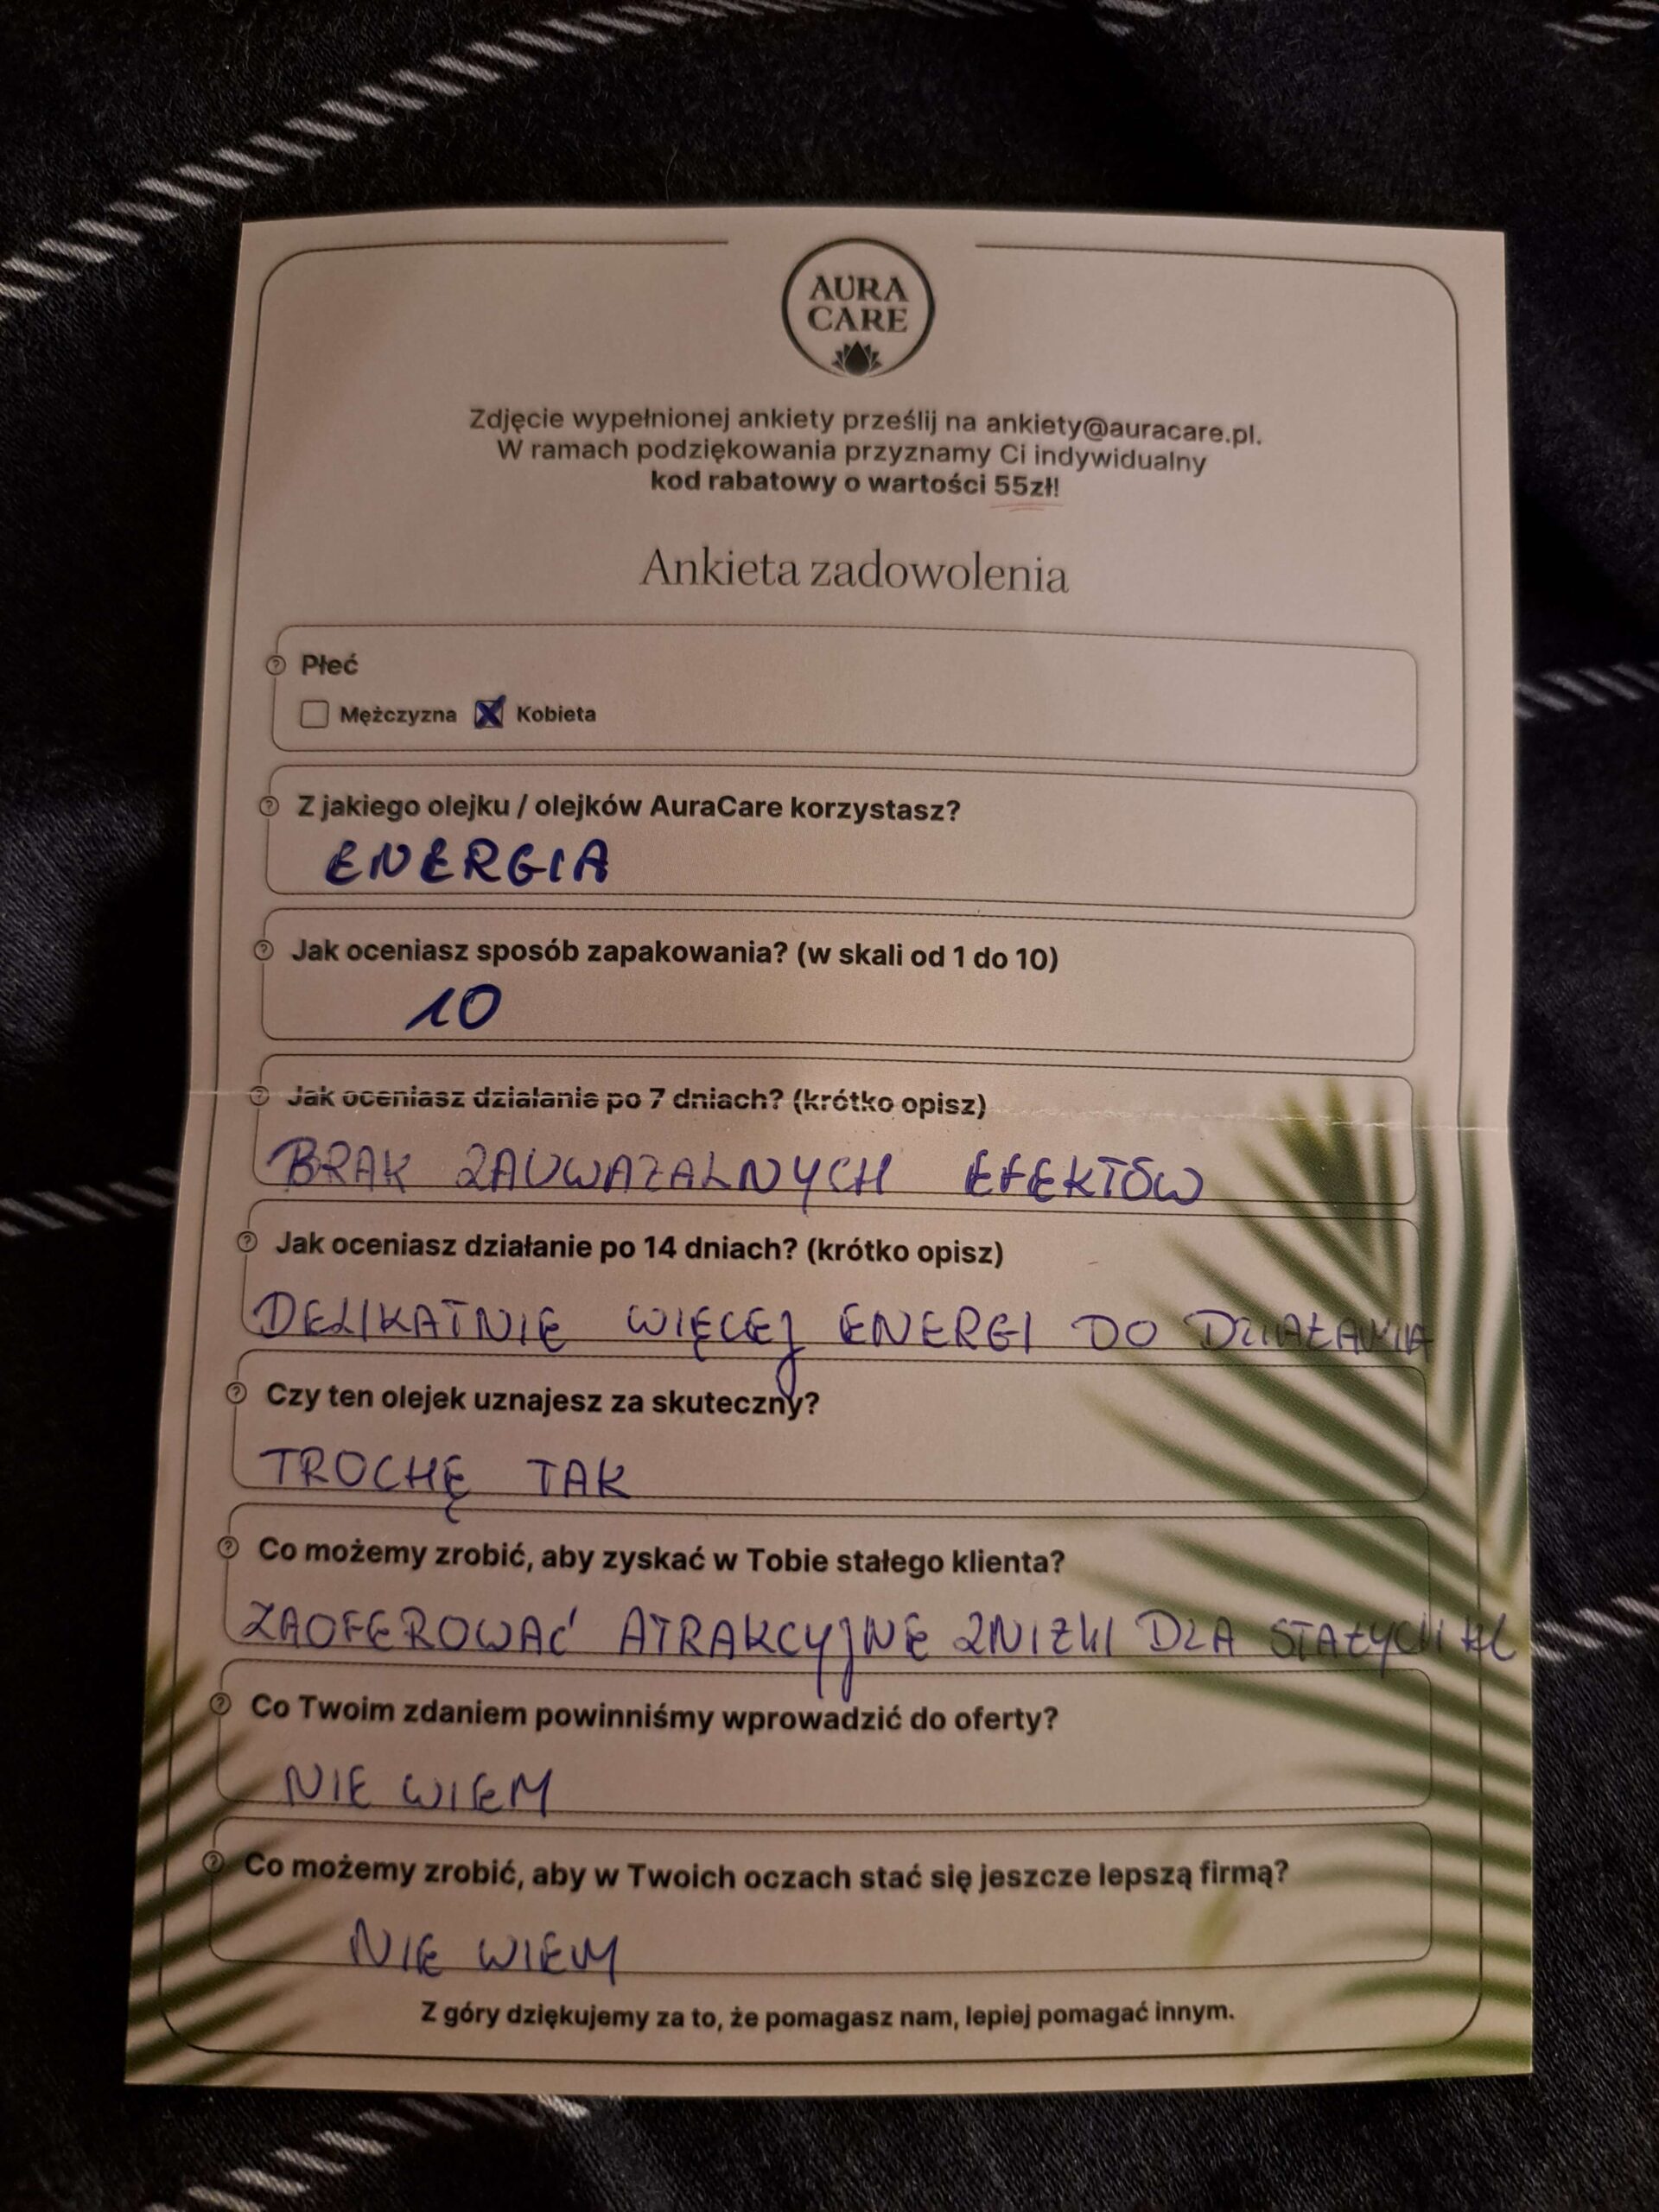 AURA
CARE
Zdjęcie wypełnionej ankiety prześlij na ankiety@auracare.pl.
W ramach podziękowania przyznamy Ci indywidualny
kod rabatowy o wartości 55zł!
Ankieta zadowolenia
Płeć
Mężczyzna Kobieta
Z jakiego olejku / olejków AuraCare korzystasz?
ENERGIA
Jak oceniasz sposób zapakowania? (w skali od 1 do 10)
10
Jak oceniasz działanie po 7 dniach? (krótko opisz)
BRAK ZAUWAŻALNYCH EFEKTÓW
Jak oceniasz działanie po 14 dniach? (krótko opisz)
DELIKATNIE WIĘCEJ ENERGI DO DZIAŁANIA
Czy ten olejek uznajesz za skuteczny?
TROCHĘ TAK
Co możemy zrobić, aby zyskać w Tobie stałego klienta?
ZAOFEROWAĆ ATRAKCYJNE ZNIŻKI DLA STAŁYCH KL
Co Twoim zdaniem powinniśmy wprowadzić do oferty?
NIE WIEM
Co możemy zrobić, aby w Twoich oczach stać się jeszcze lepszą firmą?
NIE WIEM
Z góry dziękujemy za to, że pomagasz nam, lepiej pomagać innym.